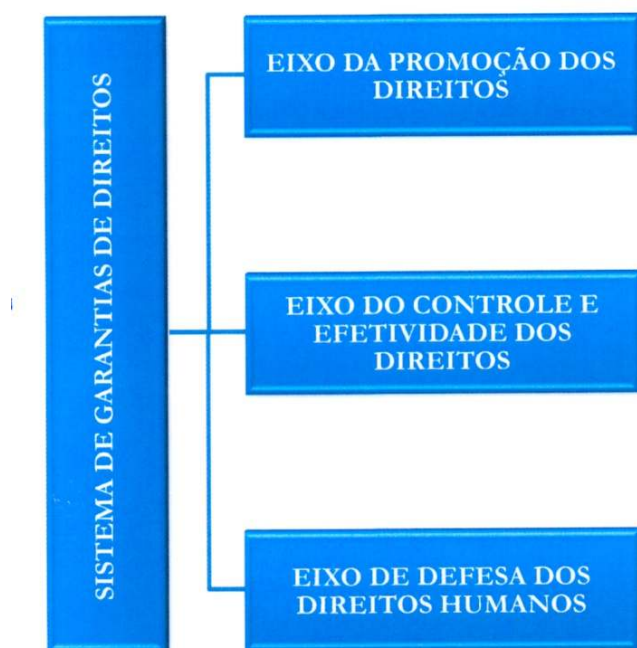 SISTEMA DE GARANTIAS DE DIREITOS
EIXO DA PROMOÇÃO DOS
DIREITOS
EIXO DO CONTROLE E
EFETIVIDADE DOS
DIREITOS
EIXO DE DEFESA DOS
DIREITOS HUMANOS